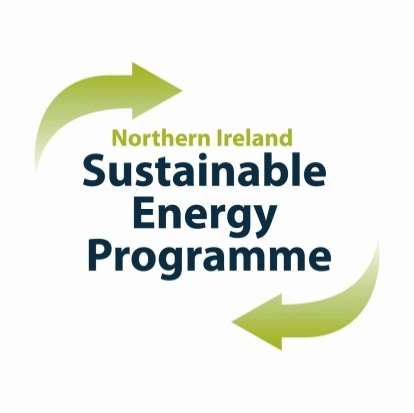 Northern Ireland
Sustainable
Energy
Programme